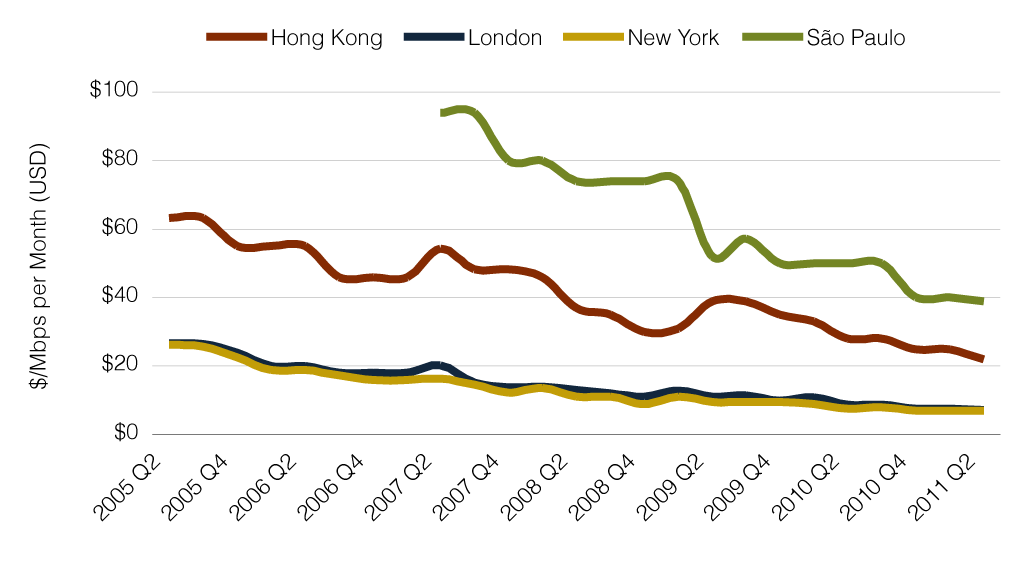 Hong Kong London New York São Paulo
$/Mbps per Month (USD)
$100
$80
$60
$40
$20
$0
2005 Q2
2005 Q4
2006 Q2
2006 Q4
2007 Q2
2007 Q4
2008 Q2
2008 Q4
2009 Q2
2009 Q4
2010 Q2
2010 Q4
2011 Q2